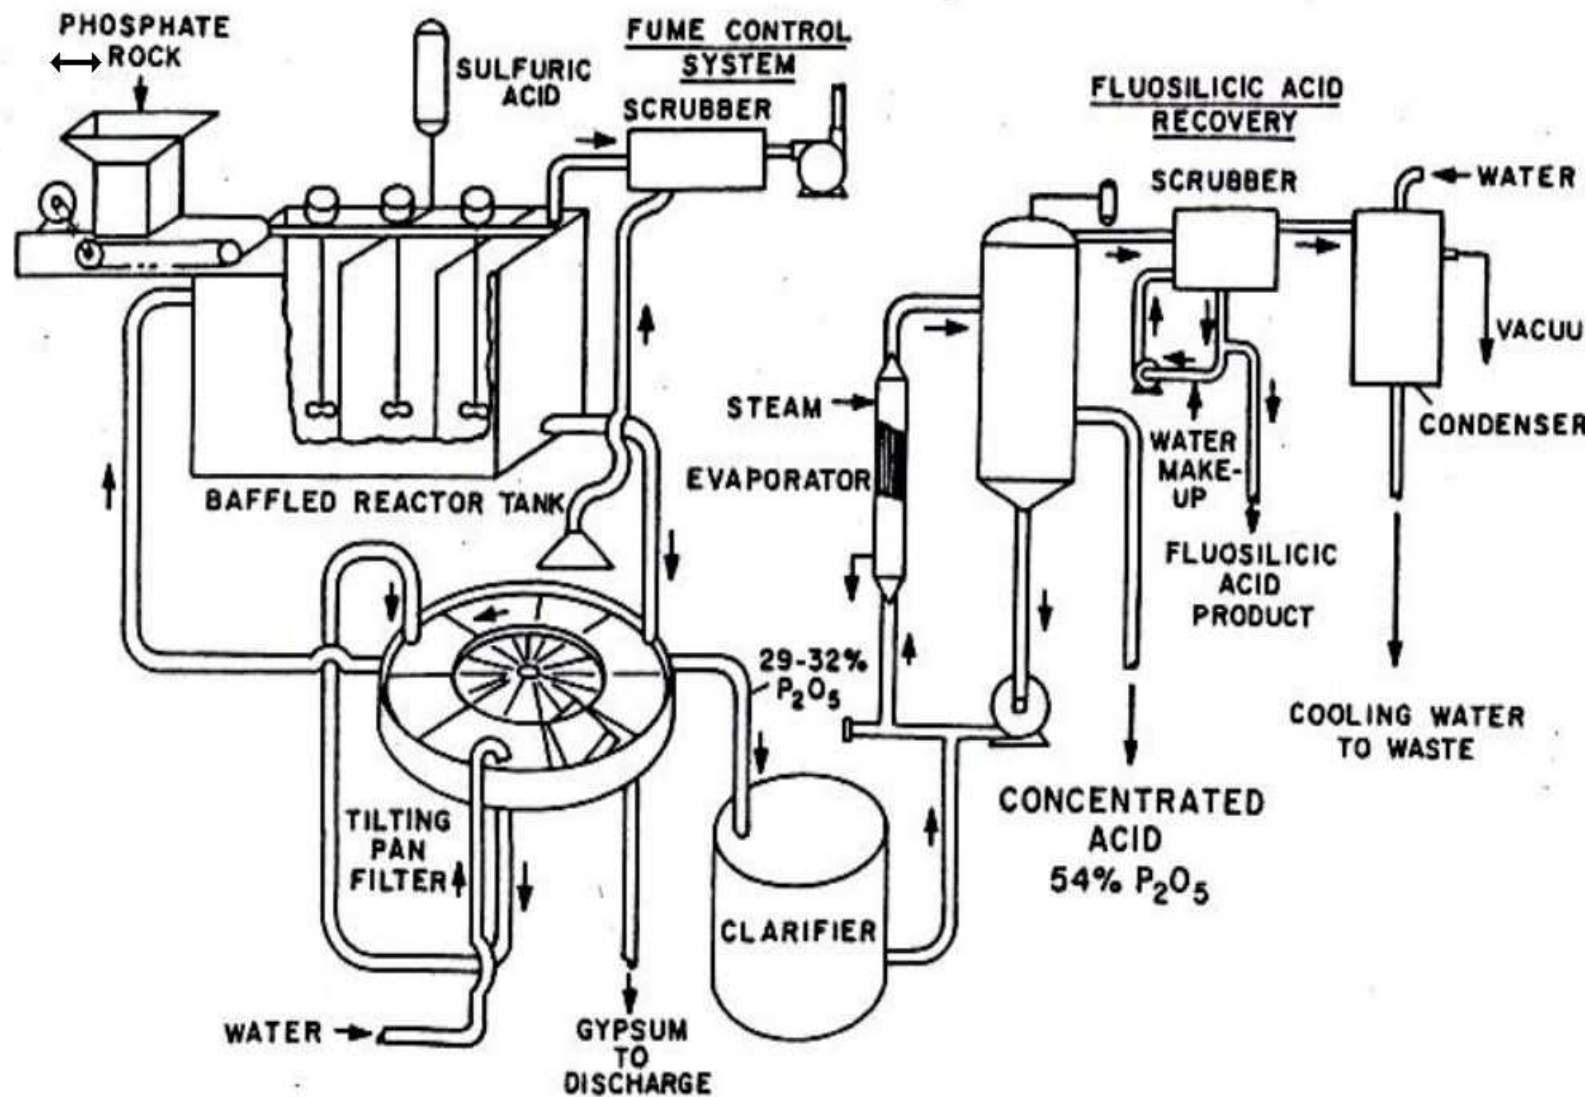 PHOSPHATE
ROCK
SULFURIC
ACID
FUME CONTROL
SYSTEM
SCRUBBER
FLUOSILICIC ACID
RECOVERY
SCRUBBER
WATER
VACUU
CONDENSER
STEAM
EVAPORATOR
WATER
MAKE-
UP
FLUOSILICIC
ACID
PRODUCT
BAFFLED REACTOR TANK
29-32%
P₂O₅
COOLING WATER
TO WASTE
CONCENTRATED
ACID
54% P₂O₅
TILTING
PAN
FILTER
CLARIFIER
WATER
GYPSUM
TO
DISCHARGE